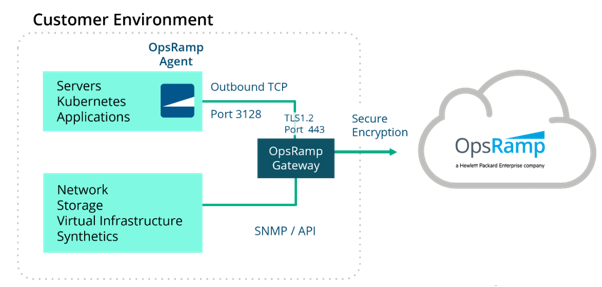 Customer Environment
OpsRamp
Agent
Servers
Kubernetes
Applications
Outbound TCP
Port 3128
TLS1.2
Port 443
Secure
Encryption
OpsRamp
Gateway
OpsRamp
a Hewlett Packard Enterprise company
Network
Storage
Virtual Infrastructure
Synthetics
SNMP / API